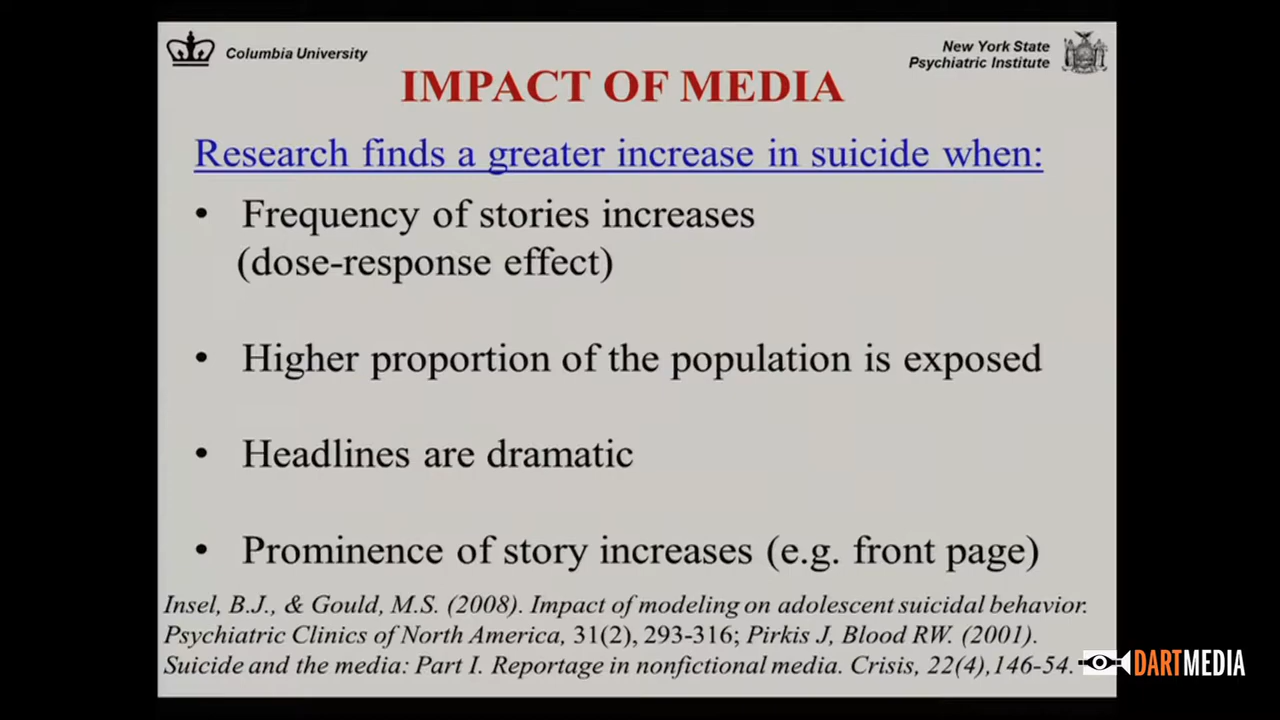 Columbia University
New York State
Psychiatric Institute
IMPACT OF MEDIA
Research finds a greater increase in suicide when:
• Frequency of stories increases
(dose-response effect)
• Higher proportion of the population is exposed
• Headlines are dramatic
• Prominence of story increases (e.g. front page)
Insel, B.J., & Gould, M.S. (2008). Impact of modeling on adolescent suicidal behavior.
Psychiatric Clinics of North America, 31(2), 293-316; Pirkis J, Blood RW. (2001).
Suicide and the media: Part I. Reportage in nonfictional media. Crisis, 22(4),146-54.
DARTMEDIA